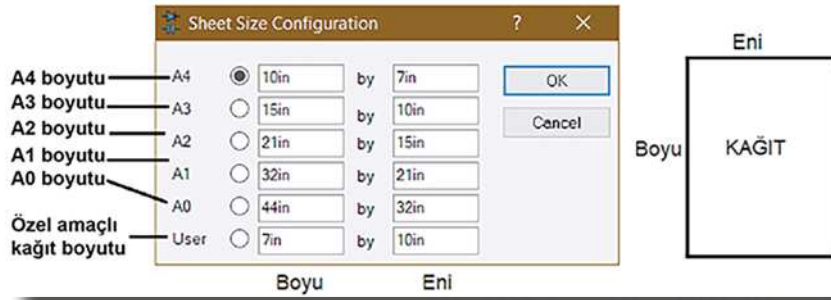 Sheet Size Configuration ? ×
A4 boyutu A4 10in by 7in OK
A3 boyutu A3 15in by 10in Cancel
A2 boyutu A2 21in by 15in
A1 boyutu A1 32in by 21in
A0 boyutu A0 44in by 32in
Özel amaçlı
kağıt boyutu User 7in by 10in
Boyu Eni
Eni
Boyu KAĞIT